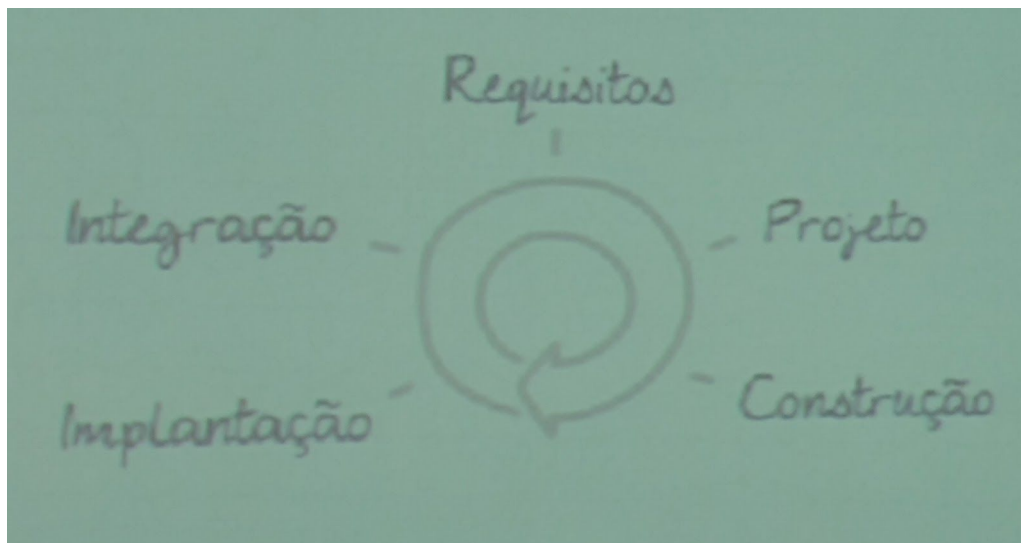 Requisitos
Projeto
Construção
Implantação
Integração